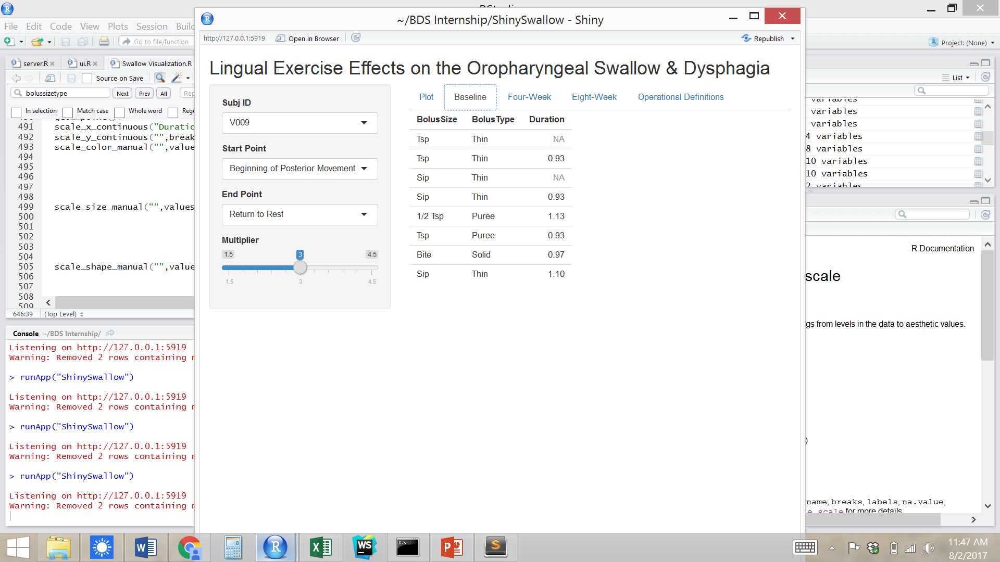 ~/BDS Internship/ShinySwallow - Shiny
File Edit Code View Plots Session Build
http://127.0.0.1:5919 Open in Browser Republish
Go to file/function
Project: (None)
server.R ui.R Swallow Visualization.R
Source on Save
bolussizetype Next Prev All
In selection Match case Whole word
491 scale_x_continuous("Duratio
492 scale_y_continuous("",break
493 scale_color_manual("",value
494
495
496
497
498
499 scale_size_manual("",values
500
501
502
503
504
505 scale_shape_manual("",value
506
507
508
509
646:39 (Top Level)
Console ~/BDS Internship/
Listening on http://127.0.0.1:5919
Warning: Removed 2 rows containing
> runApp("ShinySwallow")
Listening on http://127.0.0.1:5919
Warning: Removed 2 rows containing
> runApp("ShinySwallow")
Listening on http://127.0.0.1:5919
Warning: Removed 2 rows containing
> runApp("ShinySwallow")
Listening on http://127.0.0.1:5919
Warning: Removed 2 rows containing
Lingual Exercise Effects on the Oropharyngeal Swallow & Dysphagia
Subj ID
V009
Start Point
Beginning of Posterior Movement
End Point
Return to Rest
Multiplier
1.5 3 4.5
1.5 3 4.5
Plot Baseline Four-Week Eight-Week Operational Definitions
BolusSize BolusType Duration
Tsp Thin NA
Tsp Thin 0.93
Sip Thin NA
Sip Thin 0.93
1/2 Tsp Puree 1.13
Tsp Puree 0.93
Bite Solid 0.97
Sip Thin 1.10
List
variables
variables
variables
4 variables
8 variables
10 variables
10 variables
2 variables
R Documentation
scale
gs from levels in the data to aesthetic values.
)
name, breaks, labels, na.value,
scale for more details
11:47 AM
8/2/2017